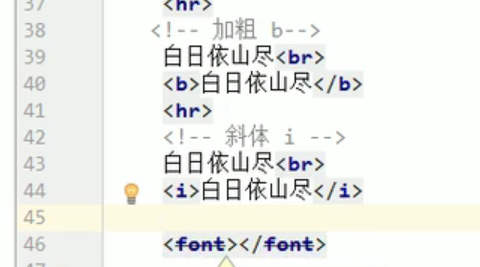 37 <hr>
38 <!-- 加粗 b-->
39 白日依山尽<br>
40 <b>白日依山尽</b>
41 <hr>
42 <!-- 斜体 i -->
43 白日依山尽<br>
44 <i>白日依山尽</i>
45
46 <font></font>
47